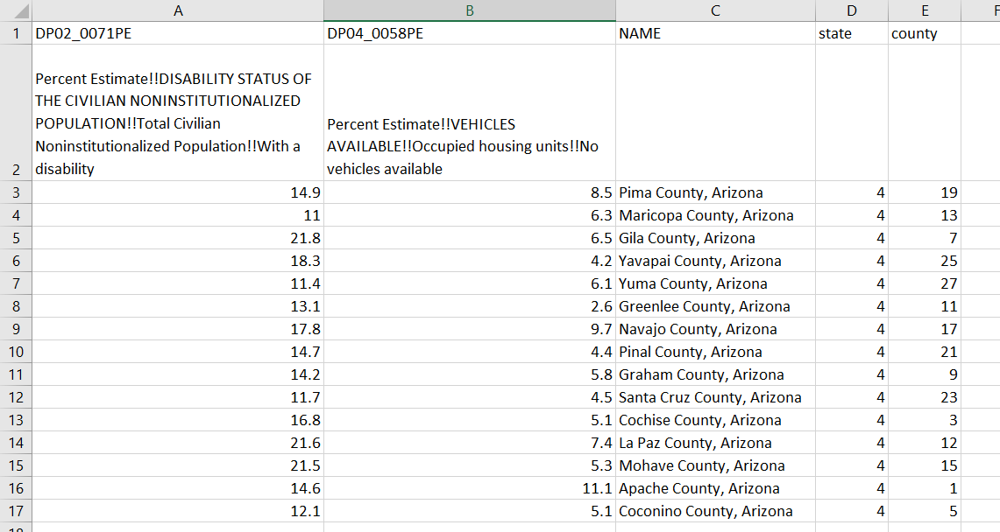 A B C D E F
1 DP02_0071PE DP04_0058PE NAME state county
Percent Estimate!!DISABILITY STATUS OF
THE CIVILIAN NONINSTITUTIONALIZED
POPULATION!!Total Civilian Percent Estimate!!VEHICLES
Noninstitutionalized Population!!With a AVAILABLE!!Occupied housing units!!No
2 disability vehicles available
3 14.9 8.5 Pima County, Arizona 4 19
4 11 6.3 Maricopa County, Arizona 4 13
5 21.8 6.5 Gila County, Arizona 4 7
6 18.3 4.2 Yavapai County, Arizona 4 25
7 11.4 6.1 Yuma County, Arizona 4 27
8 13.1 2.6 Greenlee County, Arizona 4 11
9 17.8 9.7 Navajo County, Arizona 4 17
10 14.7 4.4 Pinal County, Arizona 4 21
11 14.2 5.8 Graham County, Arizona 4 9
12 11.7 4.5 Santa Cruz County, Arizona 4 23
13 16.8 5.1 Cochise County, Arizona 4 3
14 21.6 7.4 La Paz County, Arizona 4 12
15 21.5 5.3 Mohave County, Arizona 4 15
16 14.6 11.1 Apache County, Arizona 4 1
17 12.1 5.1 Coconino County, Arizona 4 5
18